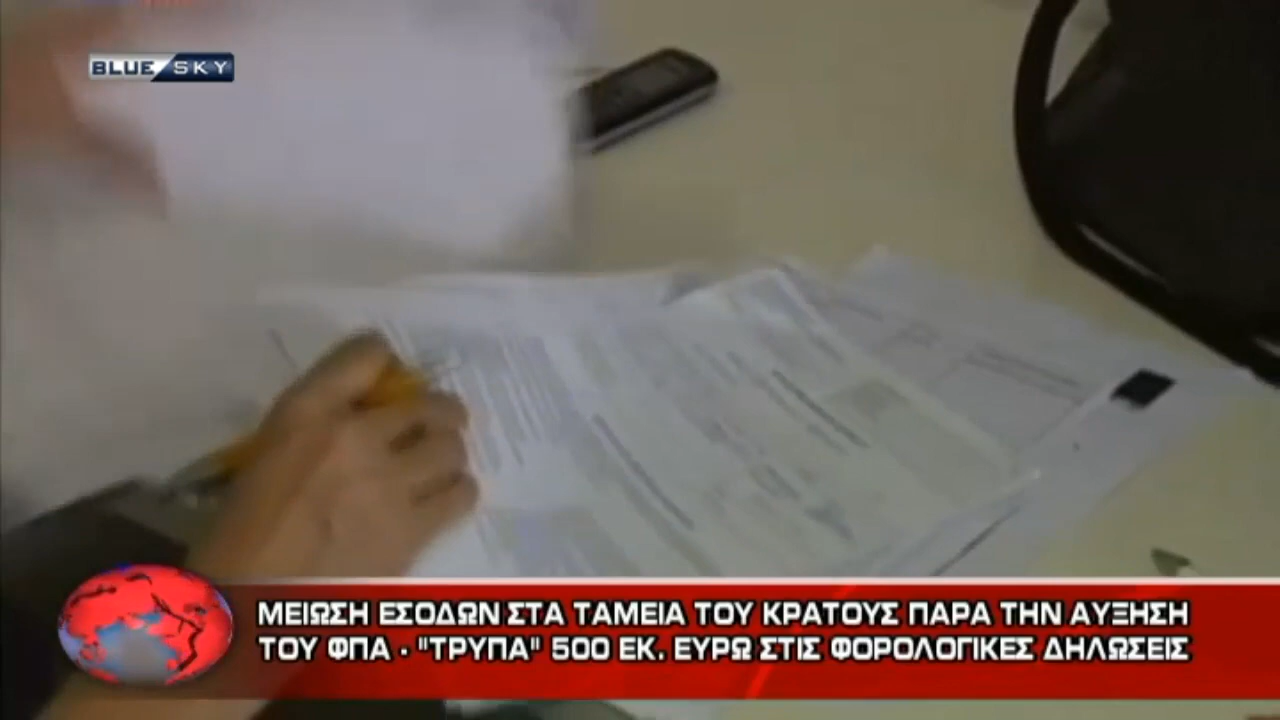 BLUE SKY
ΜΕΙΩΣΗ ΕΣΟΔΩΝ ΣΤΑ ΤΑΜΕΙΑ ΤΟΥ ΚΡΑΤΟΥΣ ΠΑΡΑ ΤΗΝ ΑΥΞΗΣΗ
ΤΟΥ ΦΠΑ - "ΤΡΥΠΑ" 500 ΕΚ. ΕΥΡΩ ΣΤΙΣ ΦΟΡΟΛΟΓΙΚΕΣ ΔΗΛΩΣΕΙΣ